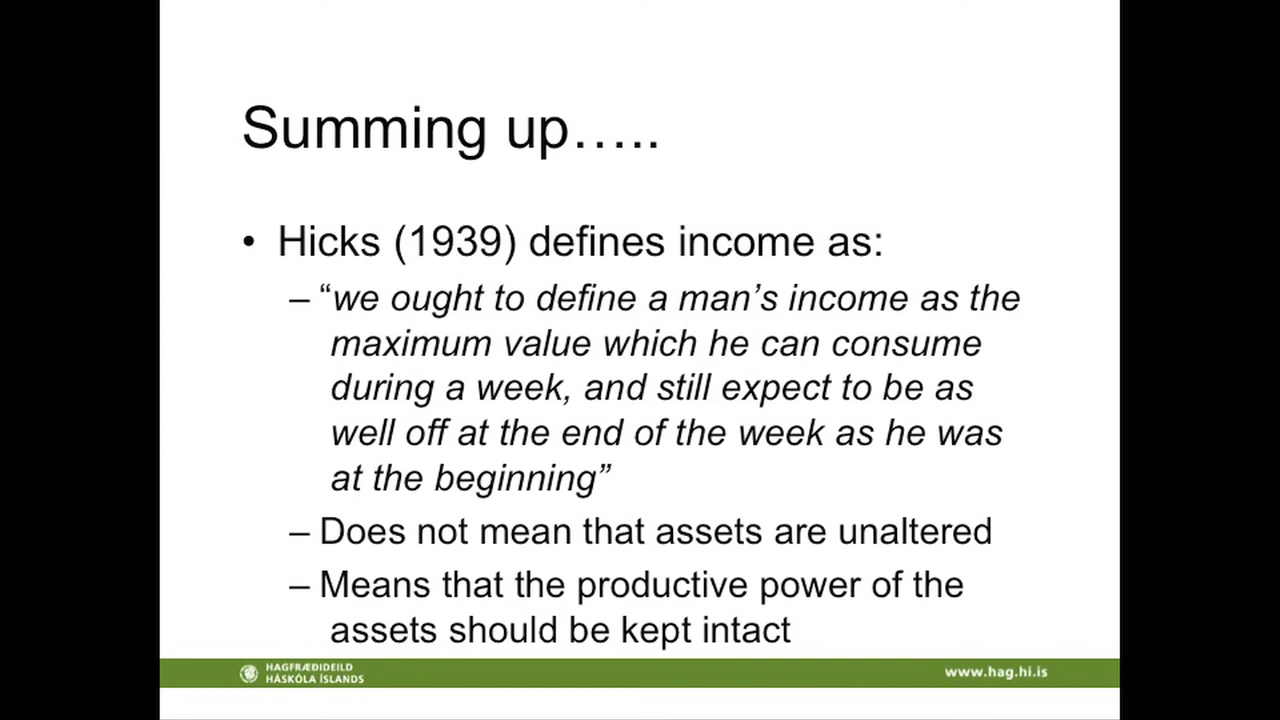 Summing up…..
• Hicks (1939) defines income as:
– “we ought to define a man’s income as the
maximum value which he can consume
during a week, and still expect to be as
well off at the end of the week as he was
at the beginning”
– Does not mean that assets are unaltered
– Means that the productive power of the
assets should be kept intact
HAGFRÆÐIDEILD
HÁSKÓLA ÍSLANDS
www.hag.hi.is